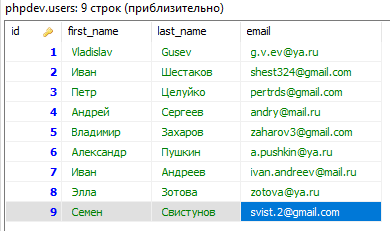 phpdev.users: 9 строк (приблизительно)
id first_name last_name email
1 Vladislav Gusev g.v.ev@ya.ru
2 Иван Шестаков shest324@gmail.com
3 Петр Целуйко pertrds@gmail.com
4 Андрей Сергеев andry@mail.ru
5 Владимир Захаров zaharov3@gmail.com
6 Александр Пушкин a.pushkin@ya.ru
7 Иван Андреев ivan.andreev@mail.ru
8 Элла Зотова zotova@ya.ru
9 Семен Свистунов svist.2@gmail.com